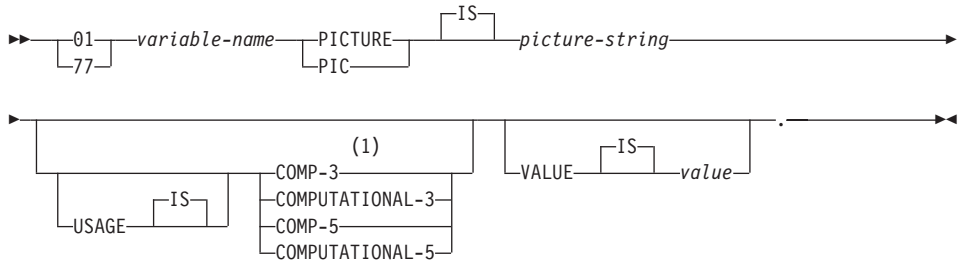 IS
01 variable-name PICTURE picture-string
77 PIC
(1)
IS
COMP-3 VALUE value .
IS
COMPUTATIONAL-3
USAGE COMP-5
COMPUTATIONAL-5